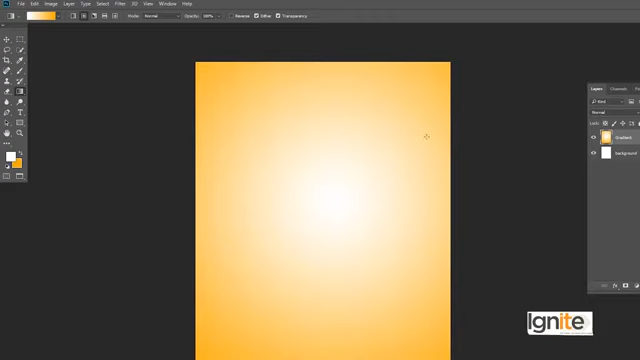 File Edit Image Layer Type Select Filter 3D View Window Help
Mode: Normal Opacity: 100% Reverse Dither Transparency
Layers Channels
Kind
Normal
Lock:
Gradient
background
Ignite